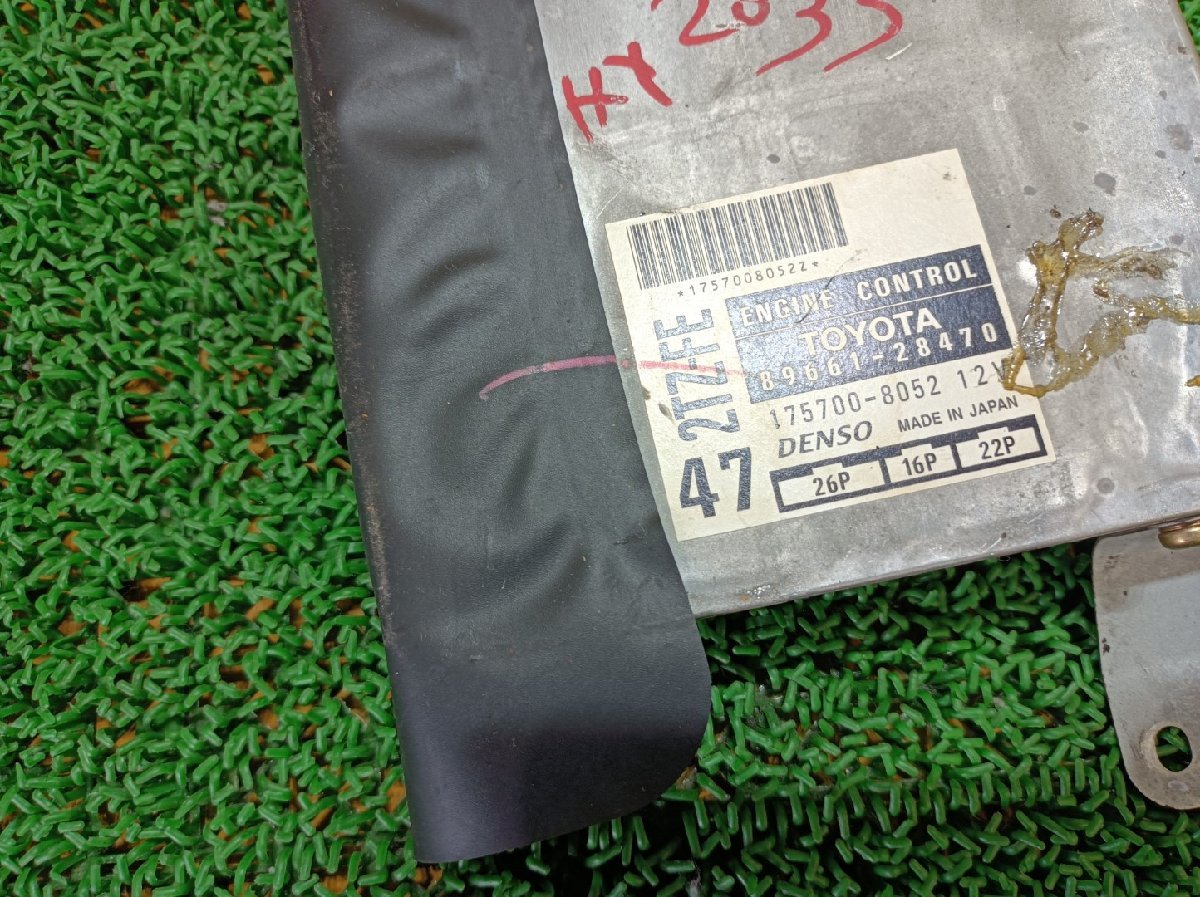 HY 2033
*17570080522*
ENGINE CONTROL
TOYOTA
89661-28470
175700-8052 12V
DENSO MADE IN JAPAN
26P 16P 22P
2TZ-FE
47